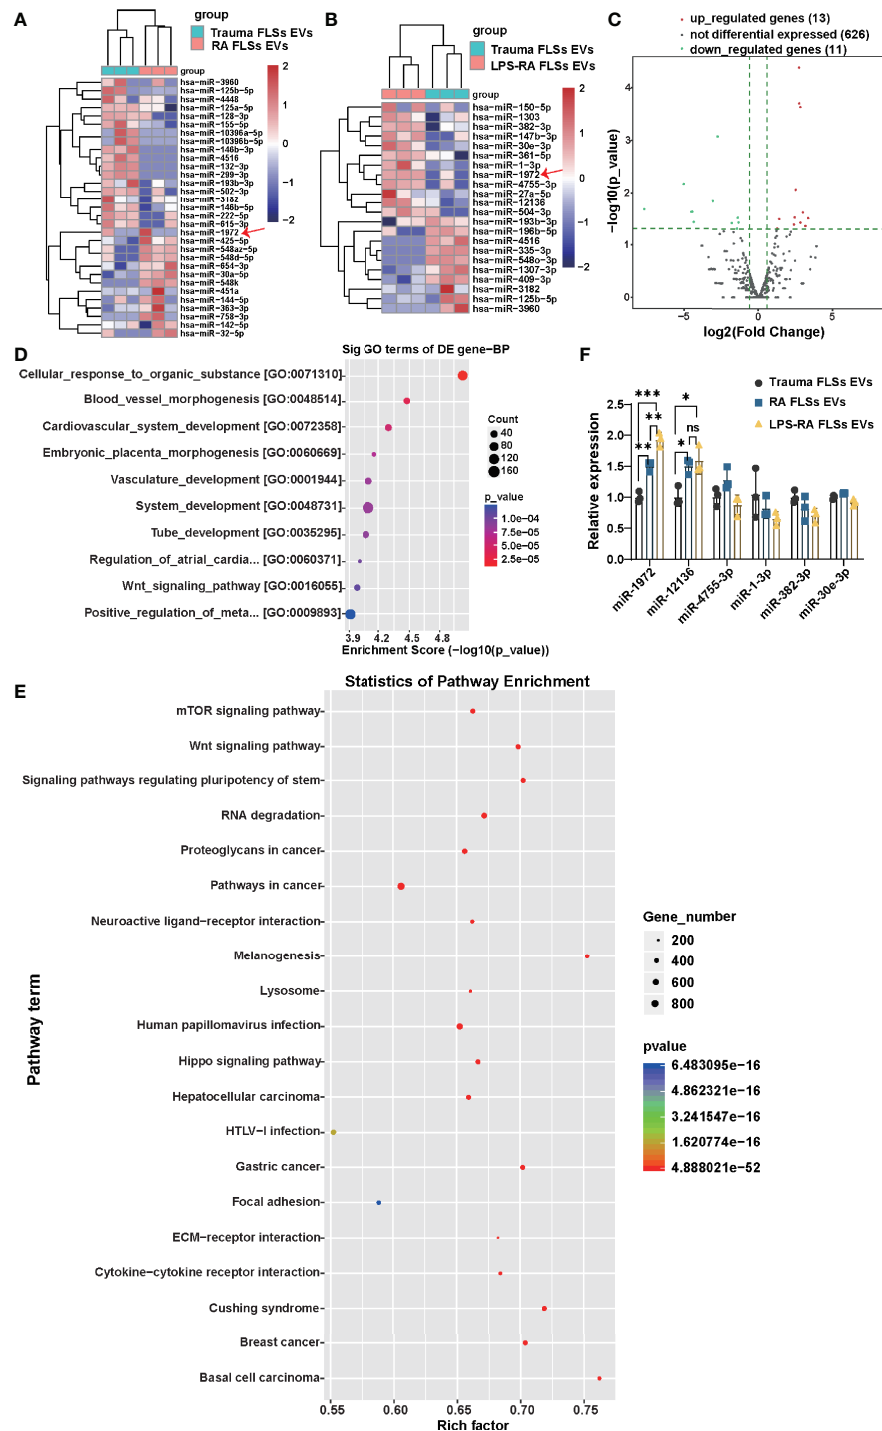 A
group
Trauma FLSs EVs
RA FLSs EVs
group
hsa-miR-3960
hsa-miR-125b-5p
hsa-miR-4448
hsa-miR-125a-5p
hsa-miR-128-3p
hsa-miR-155-5p
hsa-miR-10396a-5p
hsa-miR-10396b-5p
hsa-miR-146b-3p
hsa-miR-4516
hsa-miR-132-3p
hsa-miR-299-3p
hsa-miR-193b-3p
hsa-miR-502-3p
hsa-miR-3182
hsa-miR-146b-5p
hsa-miR-222-5p
hsa-miR-615-3p
hsa-miR-1972
hsa-miR-425-5p
hsa-miR-548az-5p
hsa-miR-548d-5p
hsa-miR-654-3p
hsa-miR-30a-5p
hsa-miR-548k
hsa-miR-451a
hsa-miR-144-5p
hsa-miR-363-3p
hsa-miR-758-3p
hsa-miR-142-5p
hsa-miR-32-5p
2
1
0
−1
−2
B
group
Trauma FLSs EVs
LPS-RA FLSs EVs
group
hsa-miR-150-5p
hsa-miR-1303
hsa-miR-382-3p
hsa-miR-147b-3p
hsa-miR-30e-3p
hsa-miR-361-5p
hsa-miR-1-3p
hsa-miR-1972
hsa-miR-4755-3p
hsa-miR-27a-5p
hsa-miR-12136
hsa-miR-504-3p
hsa-miR-193b-3p
hsa-miR-196b-5p
hsa-miR-4516
hsa-miR-335-3p
hsa-miR-548o-3p
hsa-miR-1307-3p
hsa-miR-409-3p
hsa-miR-3182
hsa-miR-125b-5p
hsa-miR-3960
2
1
0
−1
−2
C
up_regulated genes (13)
not differential expressed (626)
down_regulated genes (11)
−log10(p_value)
4
3
2
1
0
−5
0
5
log2(Fold Change)
D
Sig GO terms of DE gene−BP
Cellular_response_to_organic_substance [GO:0071310]
Blood_vessel_morphogenesis [GO:0048514]
Cardiovascular_system_development [GO:0072358]
Embryonic_placenta_morphogenesis [GO:0060669]
Vasculature_development [GO:0001944]
System_development [GO:0048731]
Tube_development [GO:0035295]
Regulation_of_atrial_cardia... [GO:0060371]
Wnt_signaling_pathway [GO:0016055]
Positive_regulation_of_meta... [GO:0009893]
3.9 4.2 4.5 4.8
Enrichment Score (−log10(p_value))
Count
40
80
120
160
p_value
1.0e−04
7.5e−05
5.0e−05
2.5e−05
F
Trauma FLSs EVs
RA FLSs EVs
LPS-RA FLSs EVs
Relative expression
2.5
2.0
1.5
1.0
0.5
0.0
***
**
**
*
ns
*
miR-1972
miR-12136
miR-4755-3p
miR-1-3p
miR-382-3p
miR-30e-3p
E
Statistics of Pathway Enrichment
Pathway term
mTOR signaling pathway
Wnt signaling pathway
Signaling pathways regulating pluripotency of stem
RNA degradation
Proteoglycans in cancer
Pathways in cancer
Neuroactive ligand−receptor interaction
Melanogenesis
Lysosome
Human papillomavirus infection
Hippo signaling pathway
Hepatocellular carcinoma
HTLV−I infection
Gastric cancer
Focal adhesion
ECM−receptor interaction
Cytokine−cytokine receptor interaction
Cushing syndrome
Breast cancer
Basal cell carcinoma
0.55 0.60 0.65 0.70 0.75
Rich factor
Gene_number
200
400
600
800
pvalue
6.483095e−16
4.862321e−16
3.241547e−16
1.620774e−16
4.888021e−52